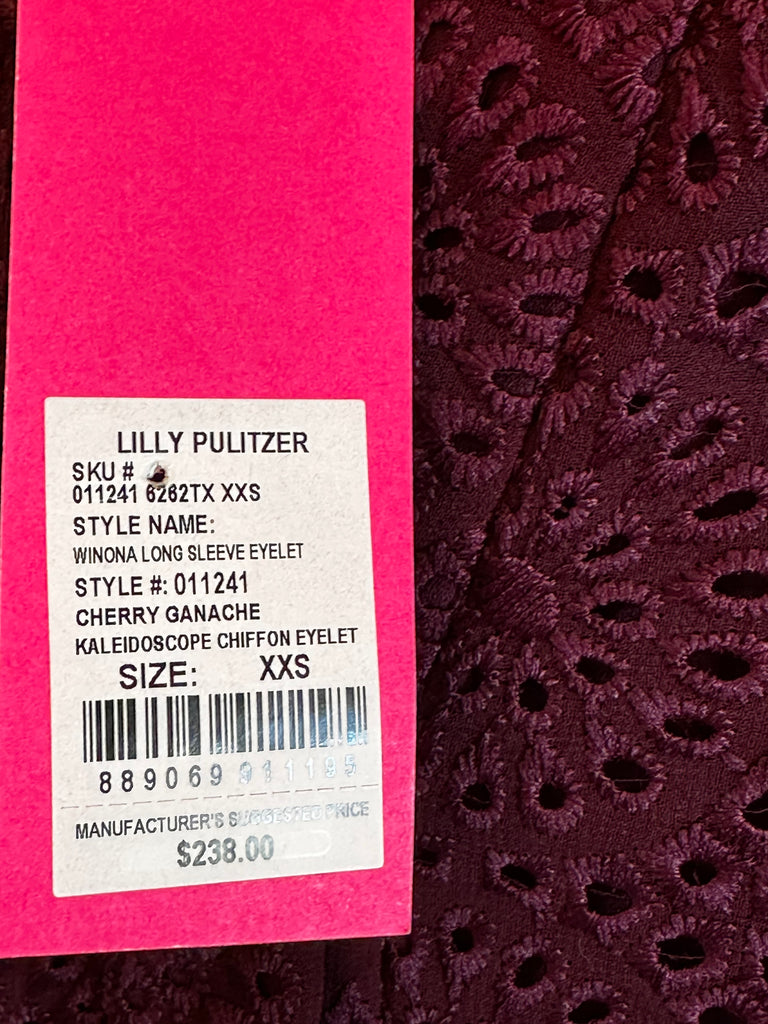 LILLY PULITZER
SKU #
011241 6262TX XXS
STYLE NAME:
WINONA LONG SLEEVE EYELET
STYLE #: 011241
CHERRY GANACHE
KALEIDOSCOPE CHIFFON EYELET
SIZE: XXS
889069 911195
MANUFACTURER'S SUGGESTED PRICE
$238.00